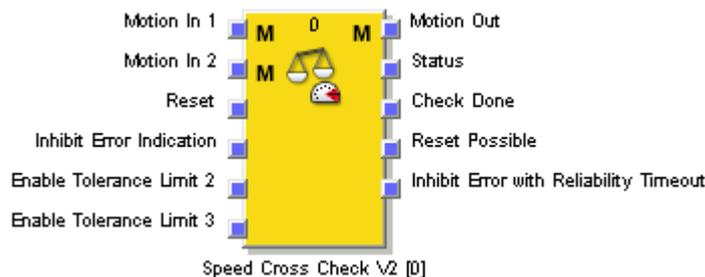 Motion In 1
Motion In 2
Reset
Inhibit Error Indication
Enable Tolerance Limit 2
Enable Tolerance Limit 3
M 0 M
M
Motion Out
Status
Check Done
Reset Possible
Inhibit Error with Reliability Timeout
Speed Cross Check V2 [0]